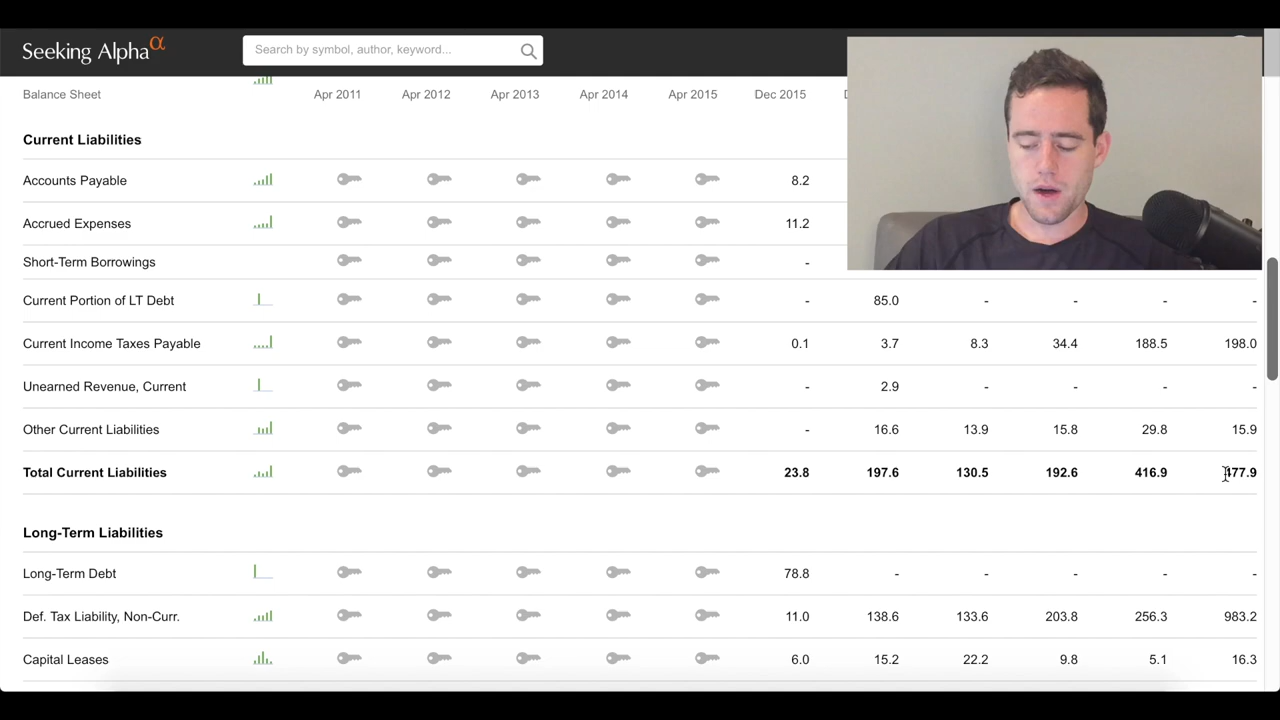 Seeking Alpha α
Search by symbol, author, keyword...
Balance Sheet Apr 2011 Apr 2012 Apr 2013 Apr 2014 Apr 2015 Dec 2015
Current Liabilities
Accounts Payable 8.2
Accrued Expenses 11.2
Short-Term Borrowings -
Current Portion of LT Debt - 85.0 - - - -
Current Income Taxes Payable 0.1 3.7 8.3 34.4 188.5 198.0
Unearned Revenue, Current - 2.9 - - - -
Other Current Liabilities - 16.6 13.9 15.8 29.8 15.9
Total Current Liabilities 23.8 197.6 130.5 192.6 416.9
Long-Term Liabilities
Long-Term Debt 78.8 - - - - -
Def. Tax Liability, Non-Curr. 11.0 138.6 133.6 203.8 256.3 983.2
Capital Leases 6.0 15.2 22.2 9.8 5.1 16.3